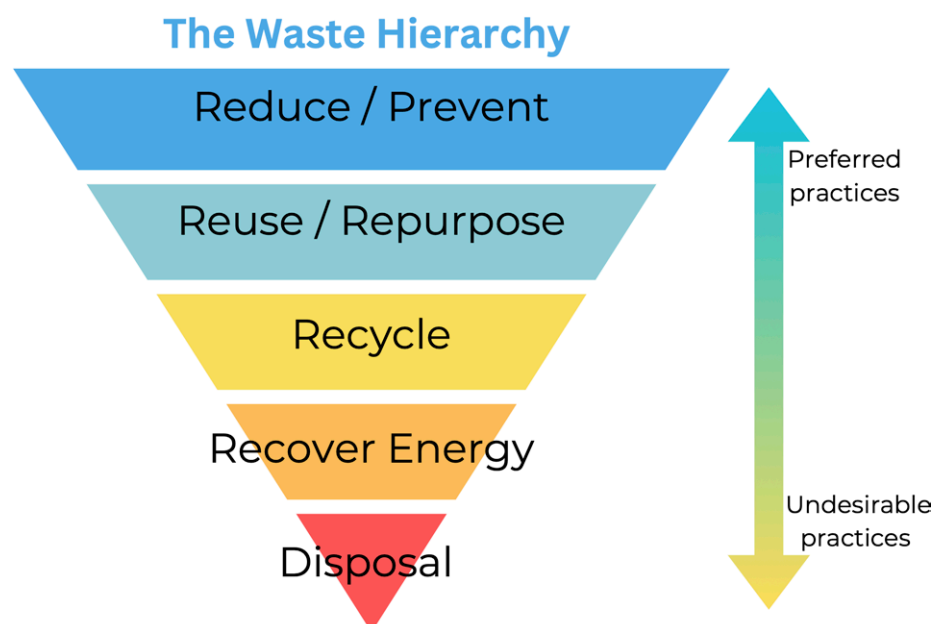 The Waste Hierarchy
Reduce / Prevent
Preferred
practices
Reuse / Repurpose
Recycle
Recover Energy
Undesirable
practices
Disposal